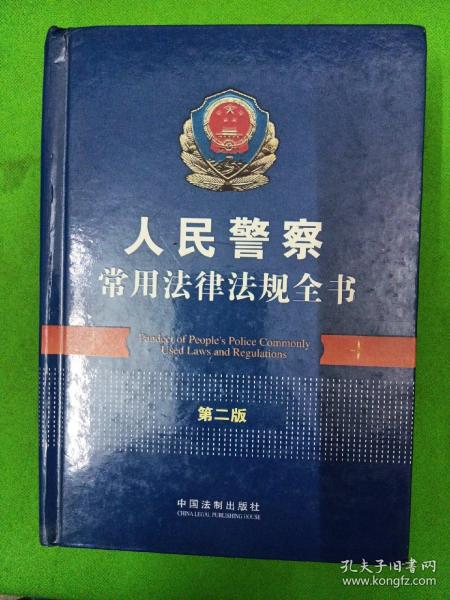 人民警察
常用法律法规全书
Pandect of People's Police Commonly
Used Laws and Regulations
第二版
中国法制出版社
CHINA LEGAL PUBLISHING HOUSE
孔夫子旧书网
www.kongfz.com